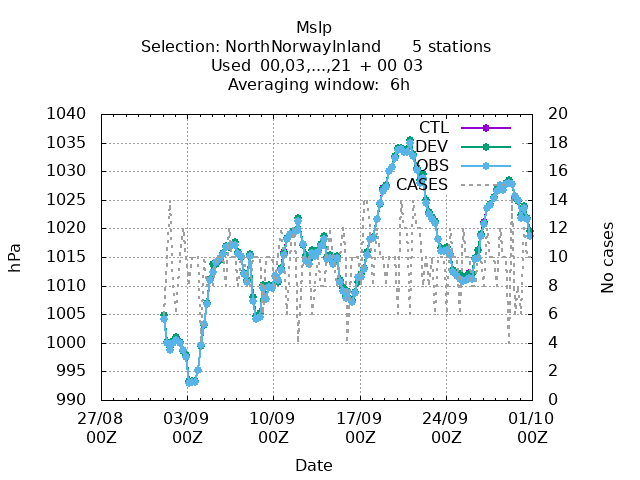 Mslp
Selection: NorthNorwayInland 5 stations
Used 00,03,...,21 + 00 03
Averaging window: 6h
1040 20
CTL
1035 18
DEV
1030 16
OBS
1025 14
CASES
1020 12
1015 10
1010 8
1005 6
1000 4
995 2
990 0
hPa
No cases
27/08 03/09 10/09 17/09 24/09 01/10
00Z 00Z 00Z 00Z 00Z 00Z
Date